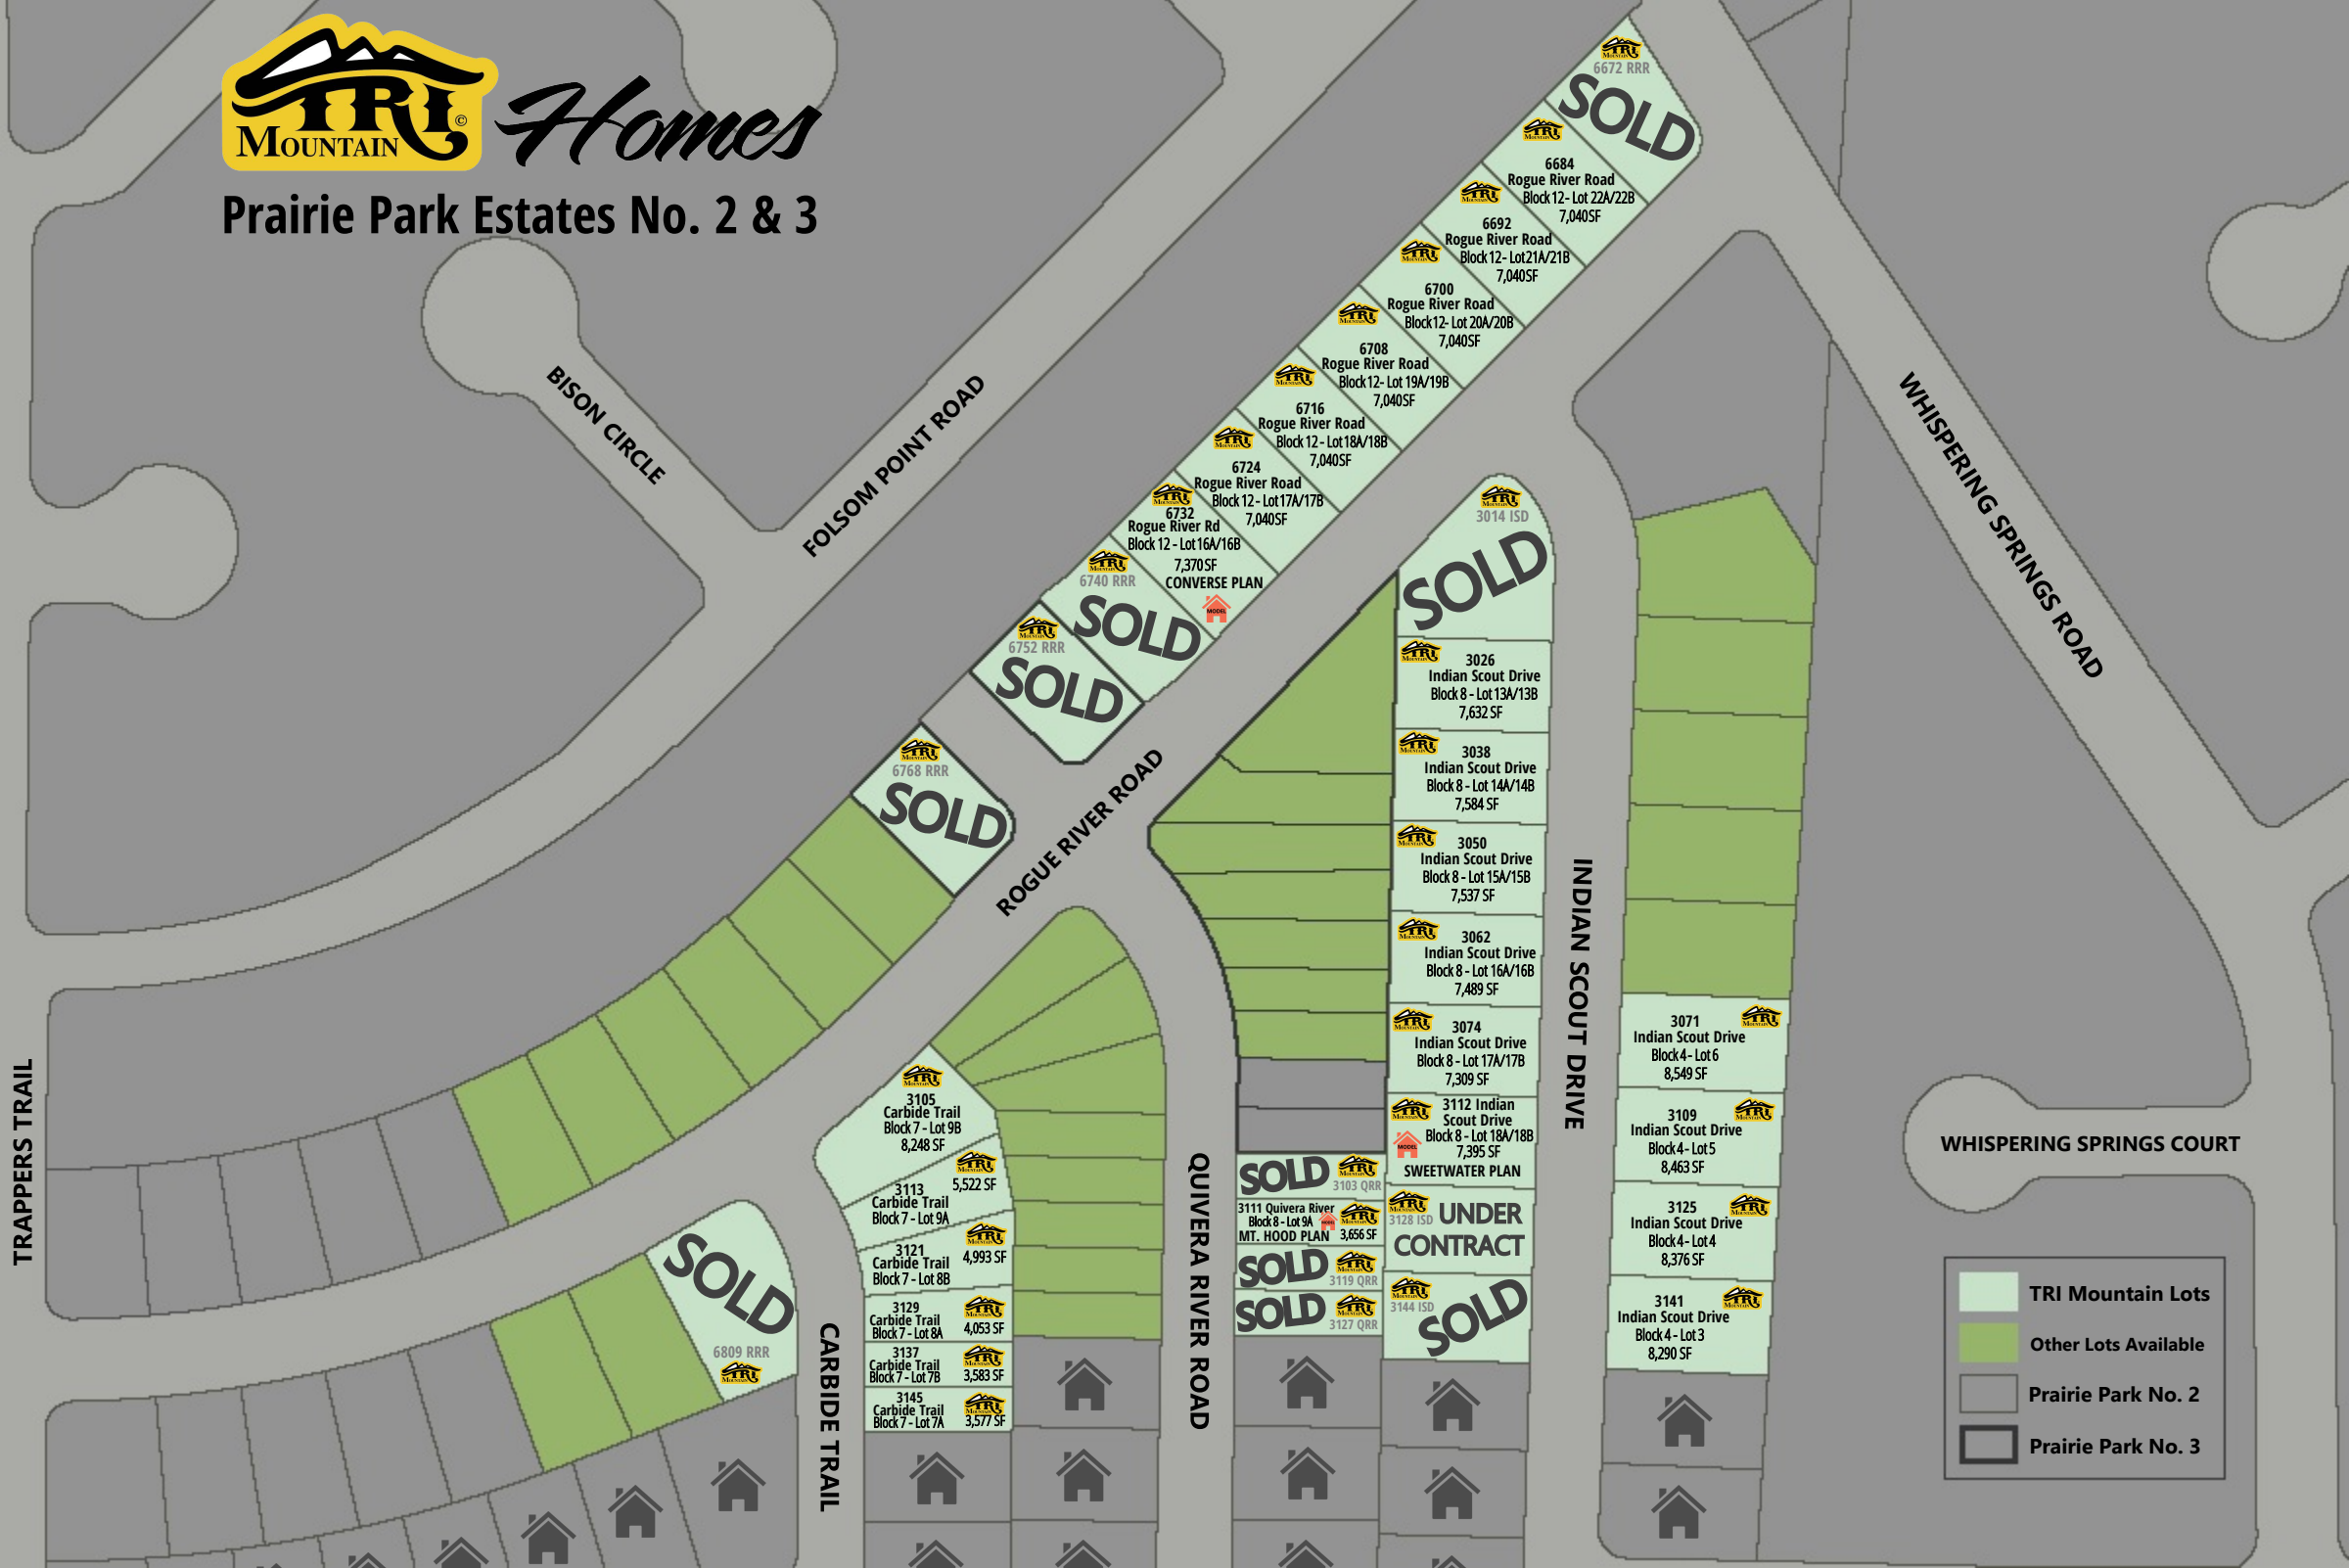 TRI
MOUNTAIN
©
Homes
Prairie Park Estates No. 2 & 3
BISON CIRCLE
FOLSOM POINT ROAD
WHISPERING SPRINGS ROAD
ROGUE RIVER ROAD
TRAPPERS TRAIL
CARBIDE TRAIL
QUIVERA RIVER ROAD
INDIAN SCOUT DRIVE
WHISPERING SPRINGS COURT
6672 RRR
SOLD
6684
Rogue River Road
Block 12 - Lot 22A/22B
7,040SF
6692
Rogue River Road
Block 12- Lot21A/21B
7,040SF
6700
Rogue River Road
Block12- Lot 20A/20B
7,040SF
6708
Rogue River Road
Block12- Lot 19A/19B
7,040SF
6716
Rogue River Road
Block 12 - Lot18A/18B
7,040SF
6724
Rogue River Road
Block 12 - Lot17A/17B
7,040SF
6732
Rogue River Rd
Block 12 - Lot16A/16B
7,370SF
CONVERSE PLAN
MODEL
6740 RRR
SOLD
6752 RRR
SOLD
6768 RRR
SOLD
3014 ISD
SOLD
3026
Indian Scout Drive
Block 8 - Lot 13A/13B
7,632 SF
3038
Indian Scout Drive
Block 8 - Lot 14A/14B
7,584 SF
3050
Indian Scout Drive
Block 8 - Lot 15A/15B
7,537 SF
3062
Indian Scout Drive
Block 8 - Lot 16A/16B
7,489 SF
3074
Indian Scout Drive
Block 8 - Lot 17A/17B
7,309 SF
3112 Indian
Scout Drive
Block 8 - Lot 18A/18B
7,395 SF
SWEETWATER PLAN
MODEL
3128 ISD
UNDER
CONTRACT
3144 ISD
SOLD
3071
Indian Scout Drive
Block 4 - Lot 6
8,549 SF
3109
Indian Scout Drive
Block 4 - Lot 5
8,463 SF
3125
Indian Scout Drive
Block 4 - Lot 4
8,376 SF
3141
Indian Scout Drive
Block 4 - Lot 3
8,290 SF
SOLD
3103 QRR
3111 Quivera River
Block 8 - Lot 9A
MT. HOOD PLAN
3,656 SF
SOLD
3119 QRR
SOLD
3127 QRR
3105
Carbide Trail
Block 7 - Lot 9B
8,248 SF
3113
Carbide Trail
Block 7 - Lot 9A
5,522 SF
3121
Carbide Trail
Block 7 - Lot 8B
4,993 SF
3129
Carbide Trail
Block 7 - Lot 8A
4,053 SF
3137
Carbide Trail
Block 7 - Lot 7B
3,583 SF
3145
Carbide Trail
Block 7 - Lot 7A
3,577 SF
SOLD
6809 RRR
TRI Mountain Lots
Other Lots Available
Prairie Park No. 2
Prairie Park No. 3